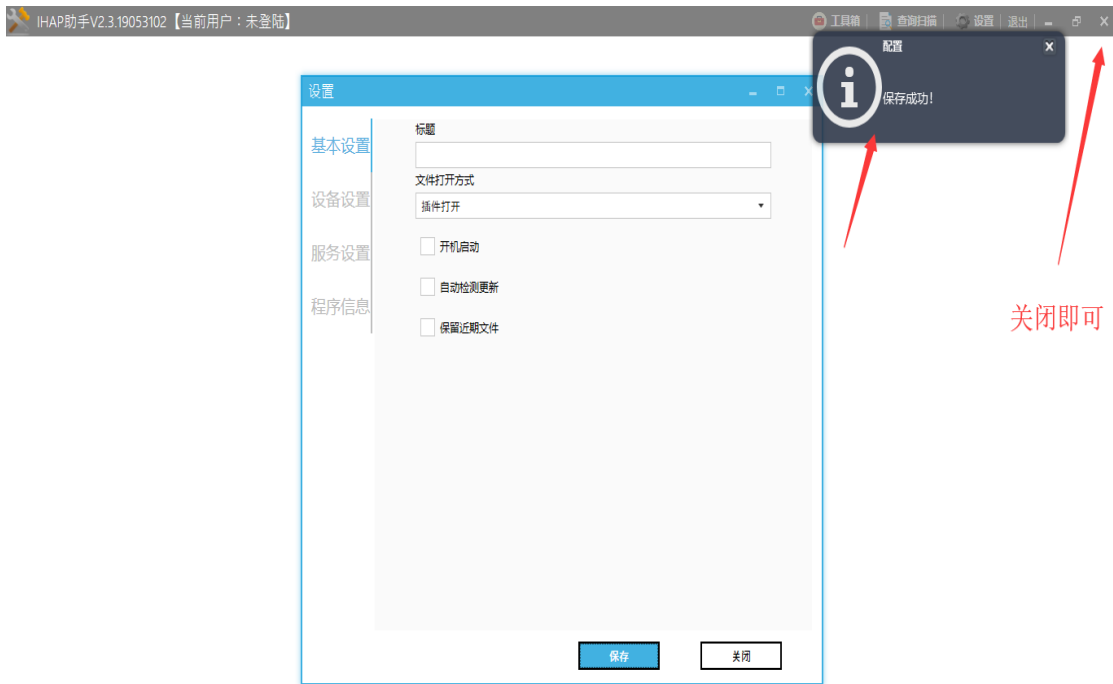 IHAP助手V2.3.19053102【当前用户：未登陆】
工具箱 查询扫描 设置 退出
配置
保存成功!
设置
基本设置
设备设置
服务设置
程序信息
标题
文件打开方式
插件打开
开机启动
自动检测更新
保留近期文件
关闭即可
保存 关闭